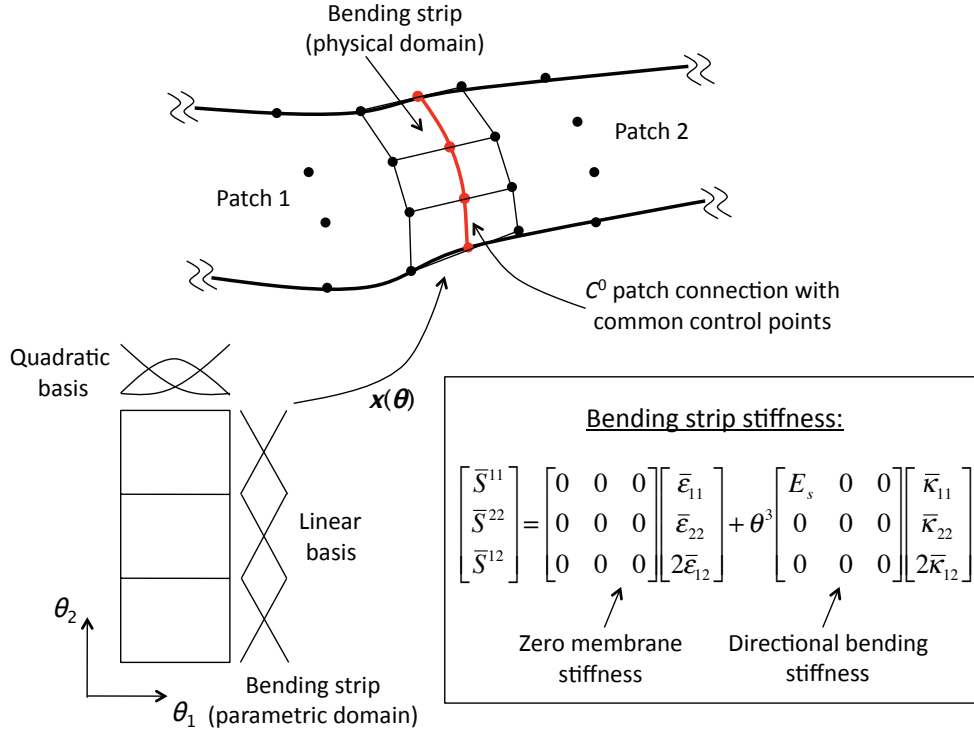 Bending strip
(physical domain)
Patch 2
Patch 1
C⁰ patch connection with
common control points
Quadratic
basis
x(θ)
Linear
basis
θ₂
θ₁
Bending strip
(parametric domain)
Bending strip stiffness:
[S̅¹¹ S̅²² S̅¹²] = [0 0 0 0 0 0 0 0 0] [ε̅₁₁ ε̅₂₂ 2ε̅₁₂] + θ³ [Eₛ 0 0 0 0 0 0 0 0] [κ̅₁₁ κ̅₂₂ 2κ̅₁₂]
Zero membrane
stiffness
Directional bending
stiffness